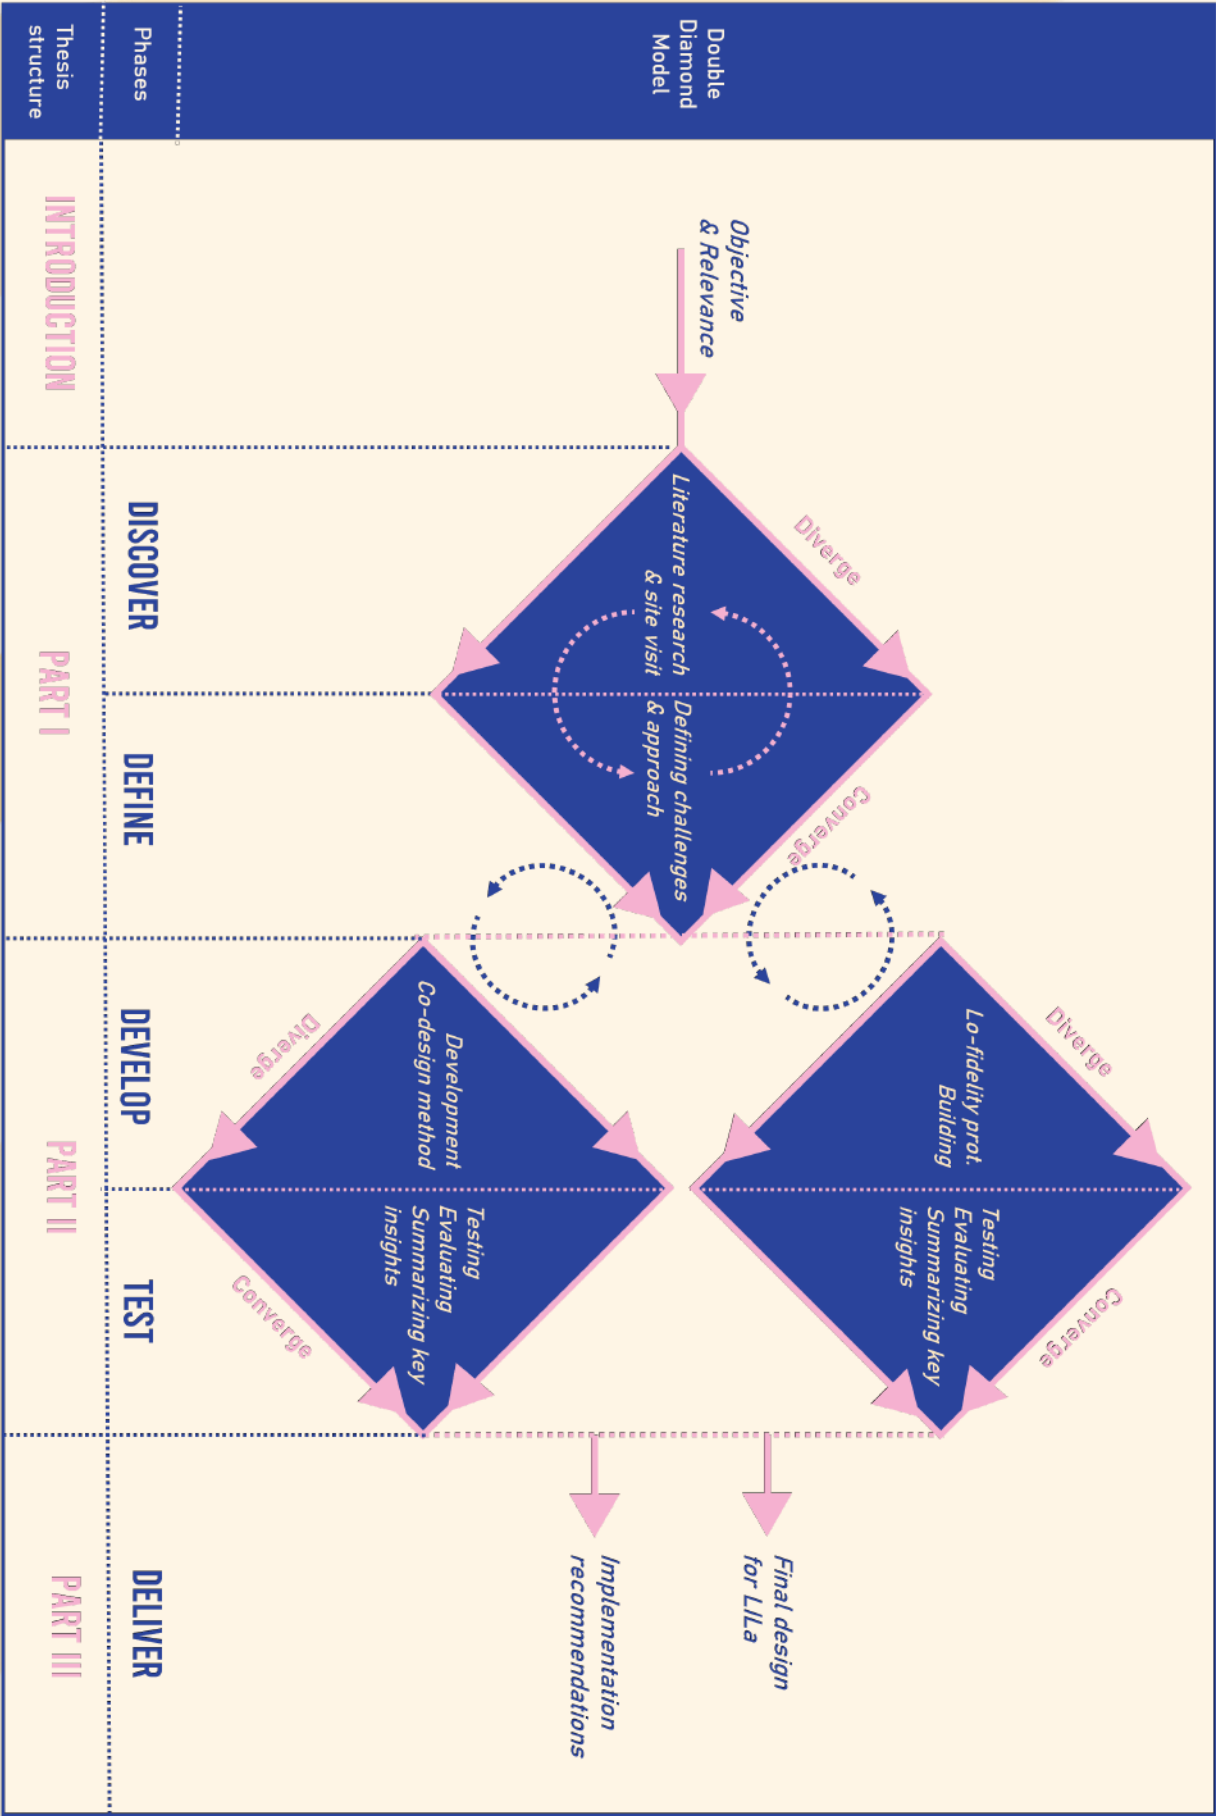 Double
Diamond
Model
Phases
Thesis
structure
Objective
& Relevance
Diverge
Converge
Literature research
& site visit
Defining challenges
& approach
Diverge
Converge
Lo-fidelity prot.
Building
Testing
Evaluating
Summarizing key
insights
Development
Co-design method
Testing
Evaluating
Summarizing key
insights
Diverge
Converge
Final design
for LILa
Implementation
recommendations
DISCOVER
DEFINE
DEVELOP
TEST
DELIVER
INTRODUCTION
PART I
PART II
PART III